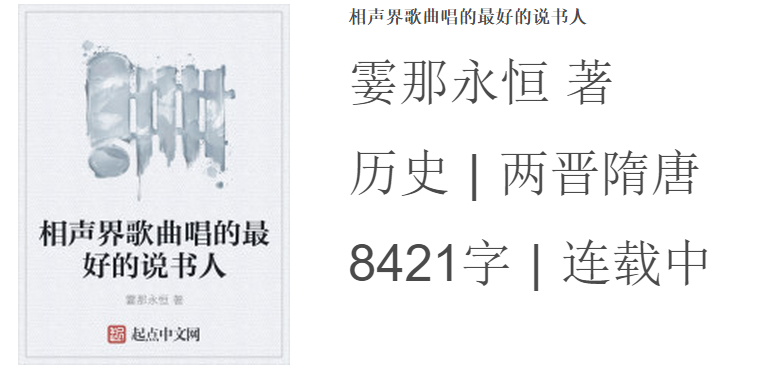 相声界歌曲唱的最
好的说书人
霎那永恒 著
起点中文网
相声界歌曲唱的最好的说书人
霎那永恒 著
历史 | 两晋隋唐
8421字 | 连载中